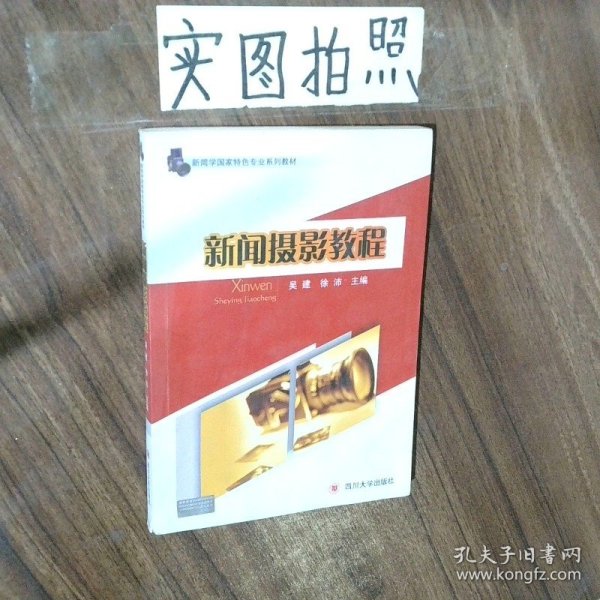 实图拍照
新闻学国家特色专业系列教材
新闻摄影教程
Xinwen
Sheying Jiaocheng
吴建 徐沛 主编
四川大学出版社
孔夫子旧书网
www.kongfz.com